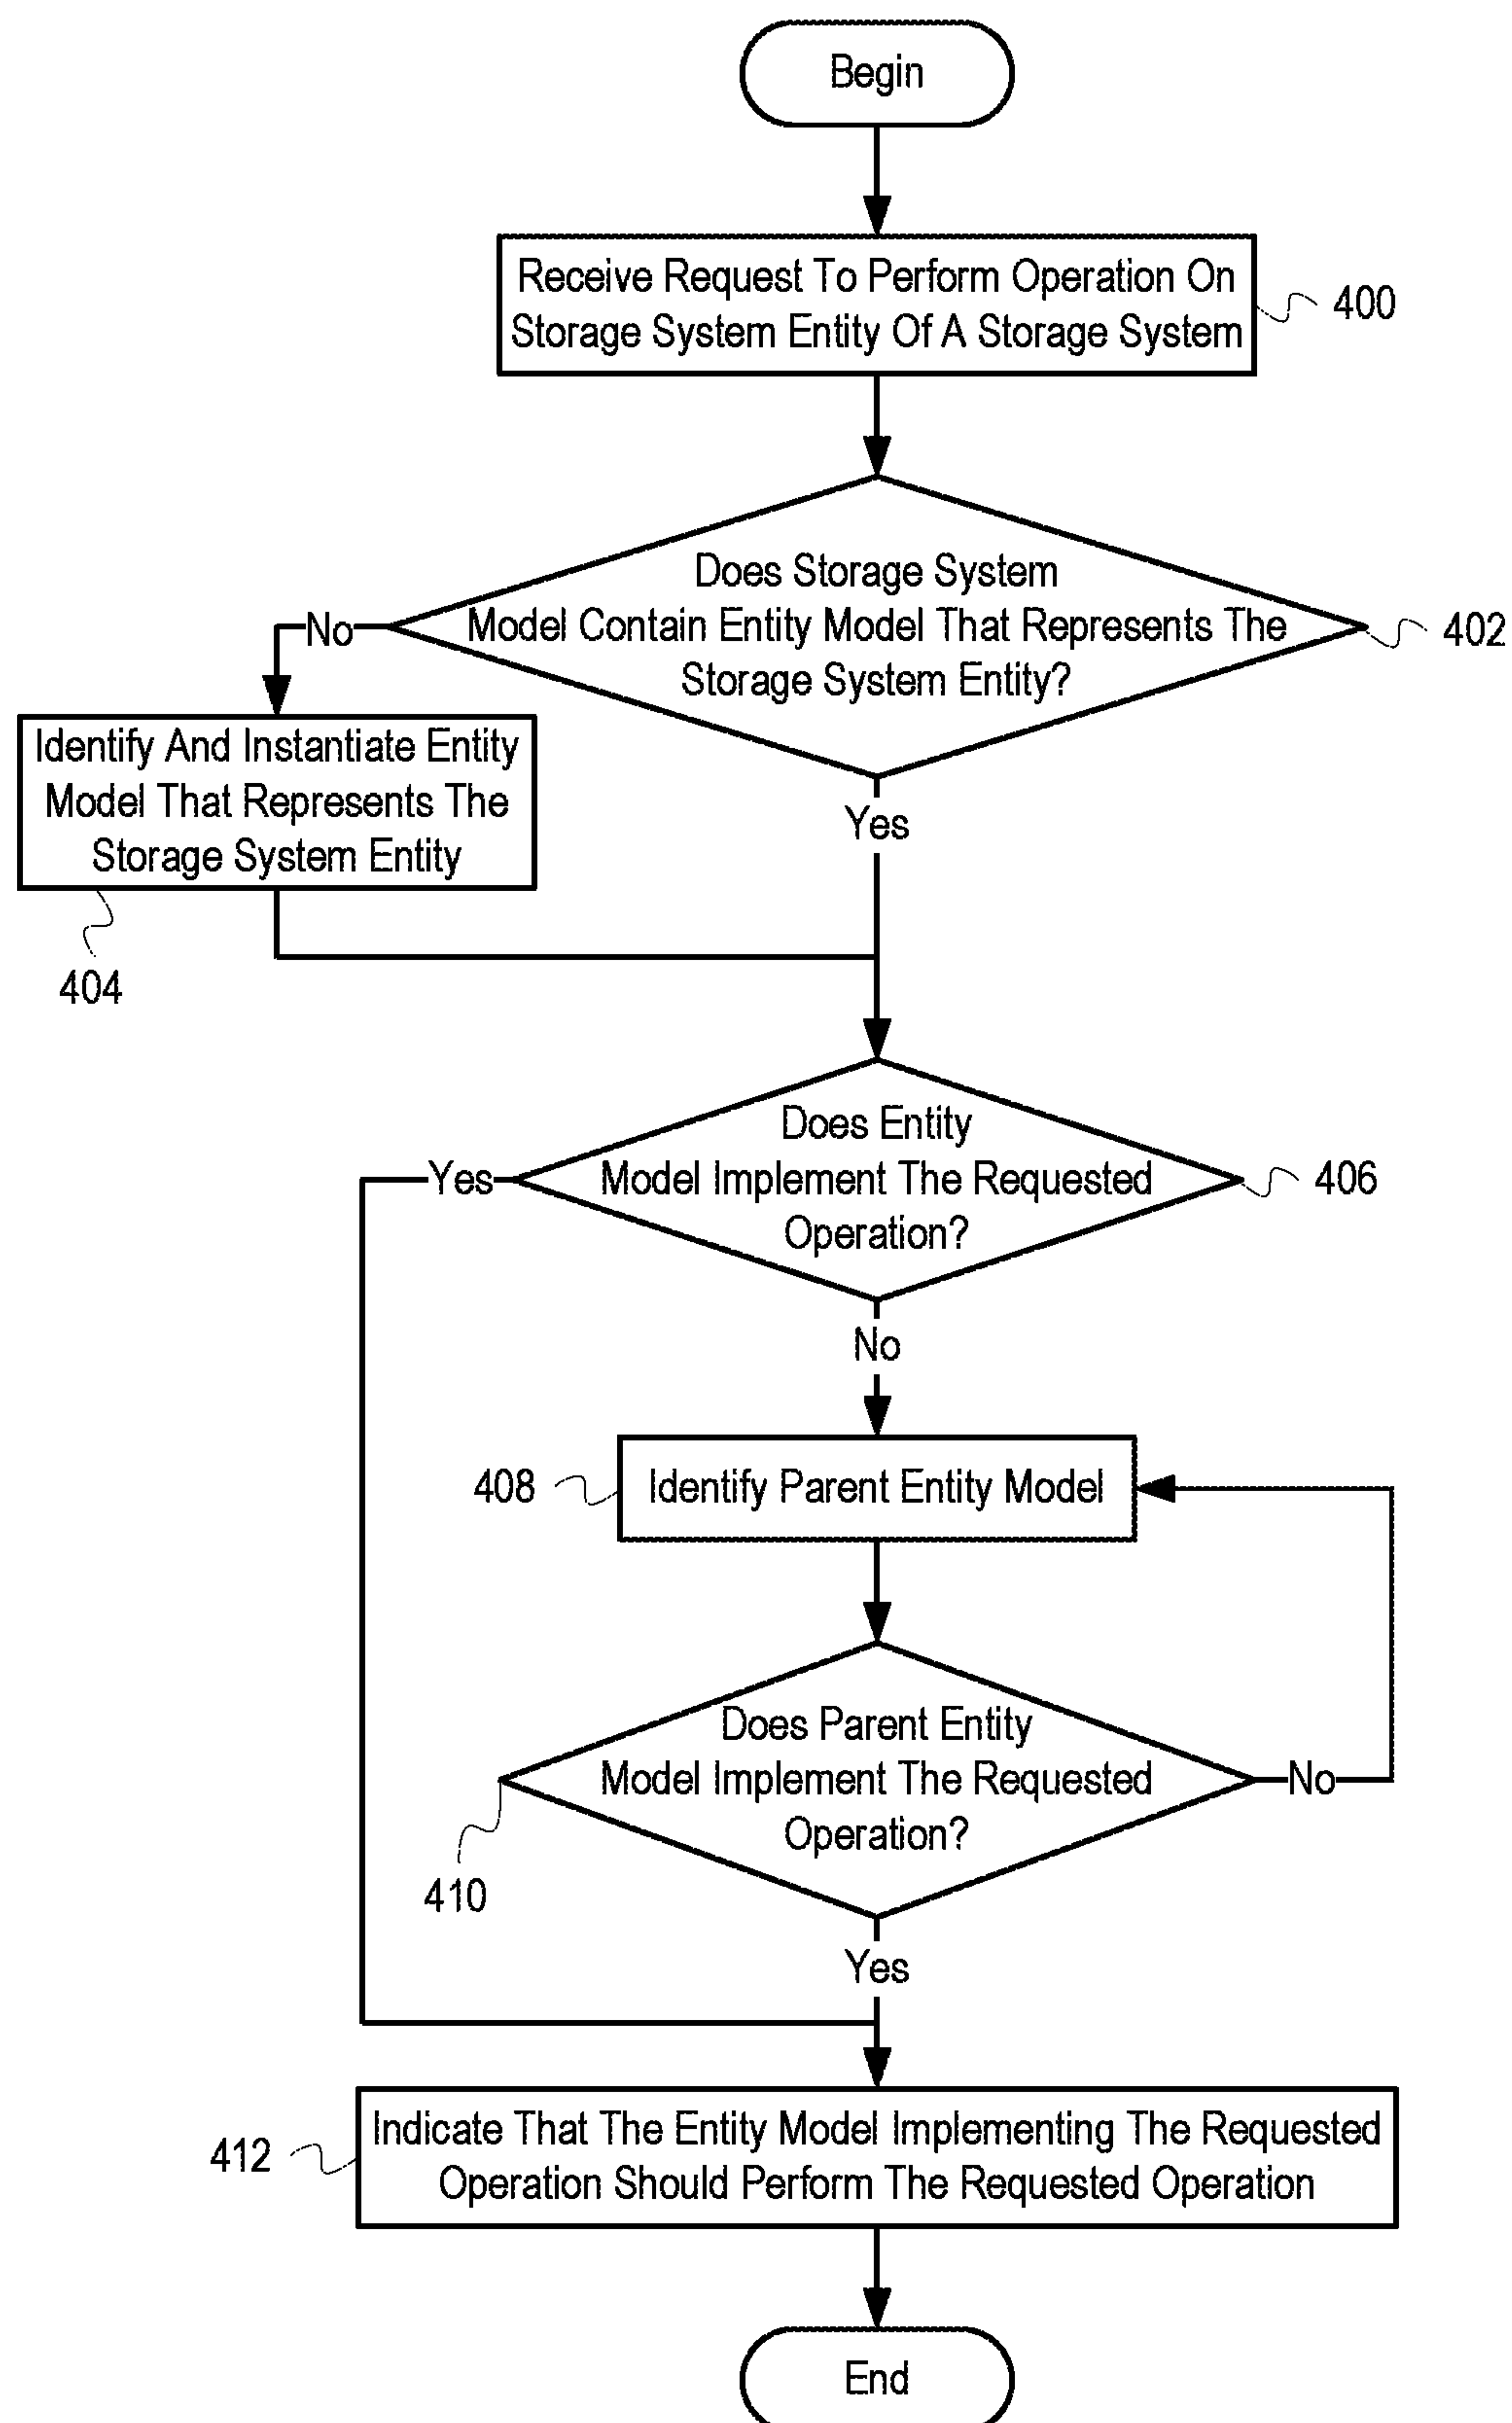 Begin
Receive Request To Perform Operation On
Storage System Entity Of A Storage System
400
Does Storage System
Model Contain Entity Model That Represents The
Storage System Entity?
402
No
Identify And Instantiate Entity
Model That Represents The
Storage System Entity
404
Yes
Does Entity
Model Implement The Requested
Operation?
406
Yes
No
408
Identify Parent Entity Model
Does Parent Entity
Model Implement The Requested
Operation?
No
410
Yes
412
Indicate That The Entity Model Implementing The Requested
Operation Should Perform The Requested Operation
End